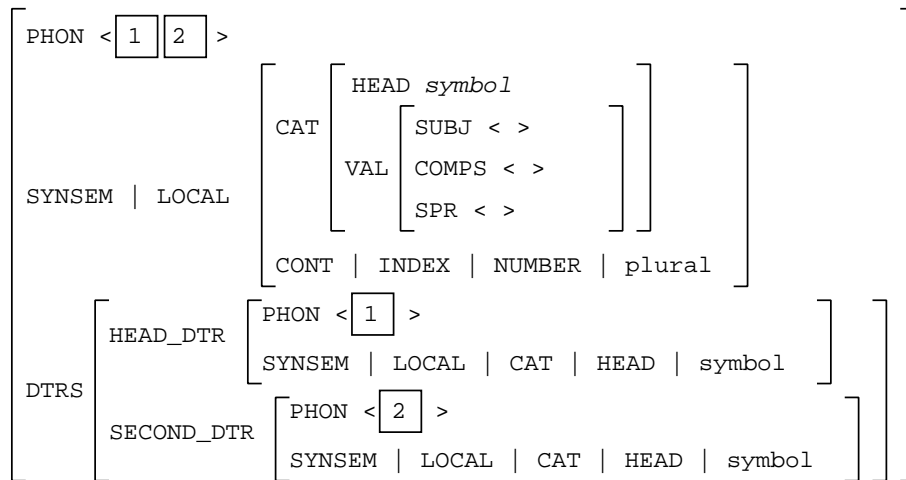 PHON < 1 2 >
HEAD symbol
CAT
SUBJ < >
VAL
COMPS < >
SPR < >
SYNSEM | LOCAL
CONT | INDEX | NUMBER | plural
PHON < 1 >
HEAD_DTR
SYNSEM | LOCAL | CAT | HEAD | symbol
DTRS
PHON < 2 >
SECOND_DTR
SYNSEM | LOCAL | CAT | HEAD | symbol